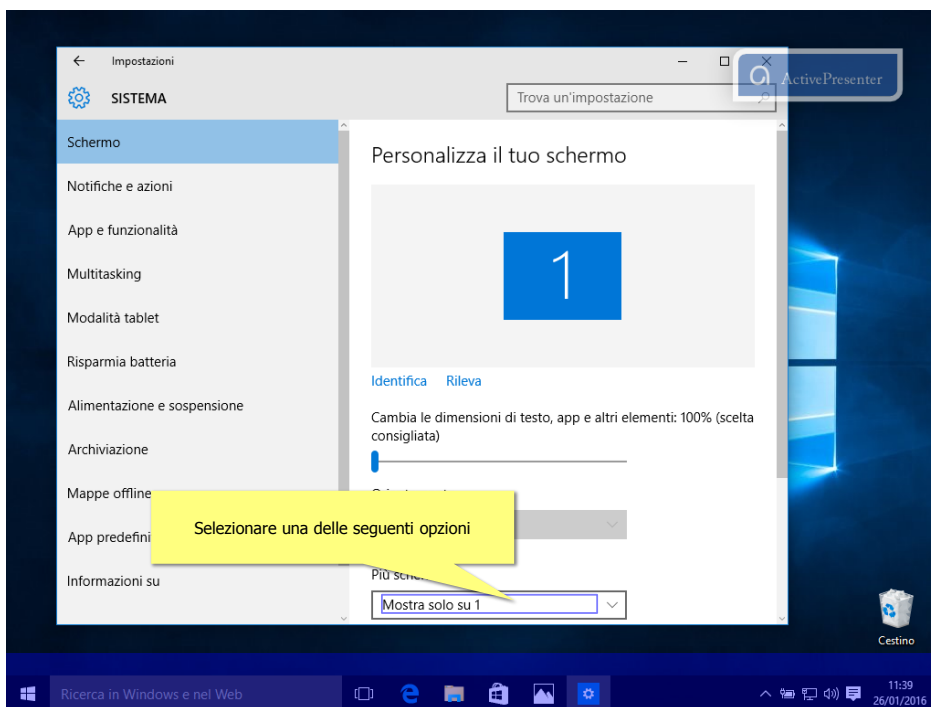 Impostazioni
ActivePresenter
SISTEMA
Trova un'impostazione
Schermo
Notifiche e azioni
App e funzionalità
Multitasking
Modalità tablet
Risparmia batteria
Alimentazione e sospensione
Archiviazione
Mappe offline
App
Informazioni su
Personalizza il tuo schermo
1
Identifica Rileva
Cambia le dimensioni di testo, app e altri elementi: 100% (scelta
consigliata)
Selezionare una delle seguenti opzioni
Più
Mostra solo su 1
Cestino
Ricerca in Windows e nel Web
11:39
26/01/2016